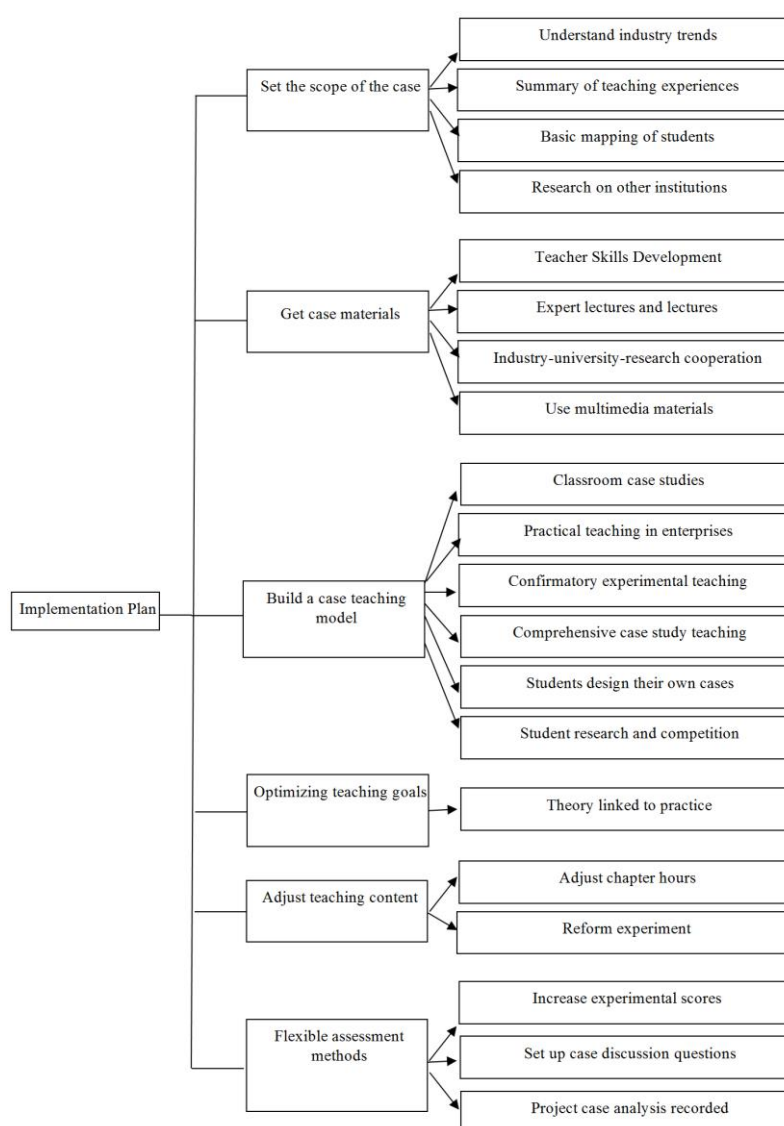 Implementation Plan
Set the scope of the case
Understand industry trends
Summary of teaching experiences
Basic mapping of students
Research on other institutions
Get case materials
Teacher Skills Development
Expert lectures and lectures
Industry-university-research cooperation
Use multimedia materials
Build a case teaching
model
Classroom case studies
Practical teaching in enterprises
Confirmatory experimental teaching
Comprehensive case study teaching
Students design their own cases
Student research and competition
Optimizing teaching goals
Theory linked to practice
Adjust teaching content
Adjust chapter hours
Reform experiment
Flexible assessment
methods
Increase experimental scores
Set up case discussion questions
Project case analysis recorded